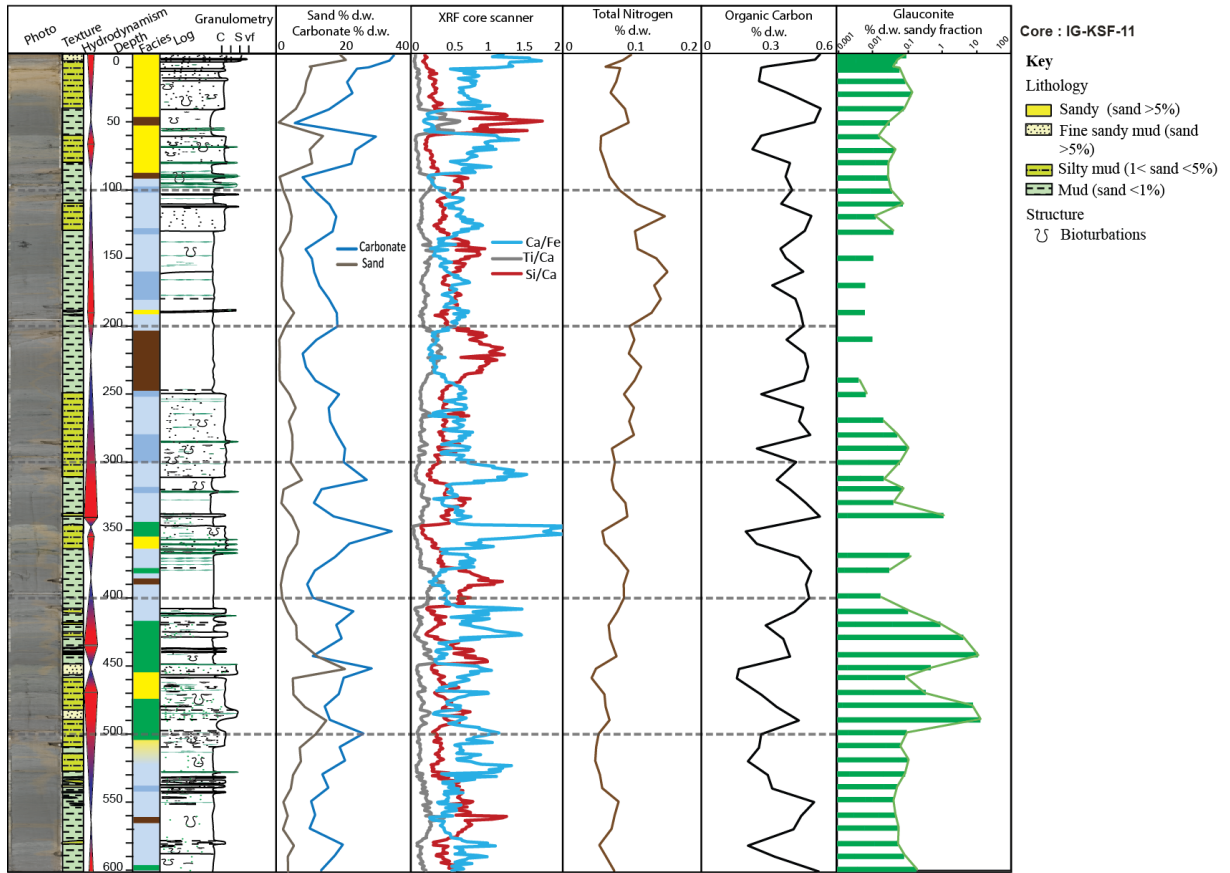 Photo
Texture
Hydrodynamism
Depth
Facies
Log
Granulometry
C S vf
Sand % d.w.
Carbonate % d.w.
0 20 40
XRF core scanner
0 0.5 1 1.5 2
Total Nitrogen
% d.w.
0 0.1 0.2
Organic Carbon
% d.w.
0 0.3 0.6
Glauconite
% d.w. sandy fraction
0.001 0.01 0.1 1 10 100
Core : IG-KSF-11
Key
Lithology
Sandy (sand >5%)
Fine sandy mud (sand
>5%)
Silty mud (1< sand <5%)
Mud (sand <1%)
Structure
Bioturbations
0
50
100
150
200
250
300
350
400
450
500
550
600
Carbonate
Sand
Ca/Fe
Ti/Ca
Si/Ca